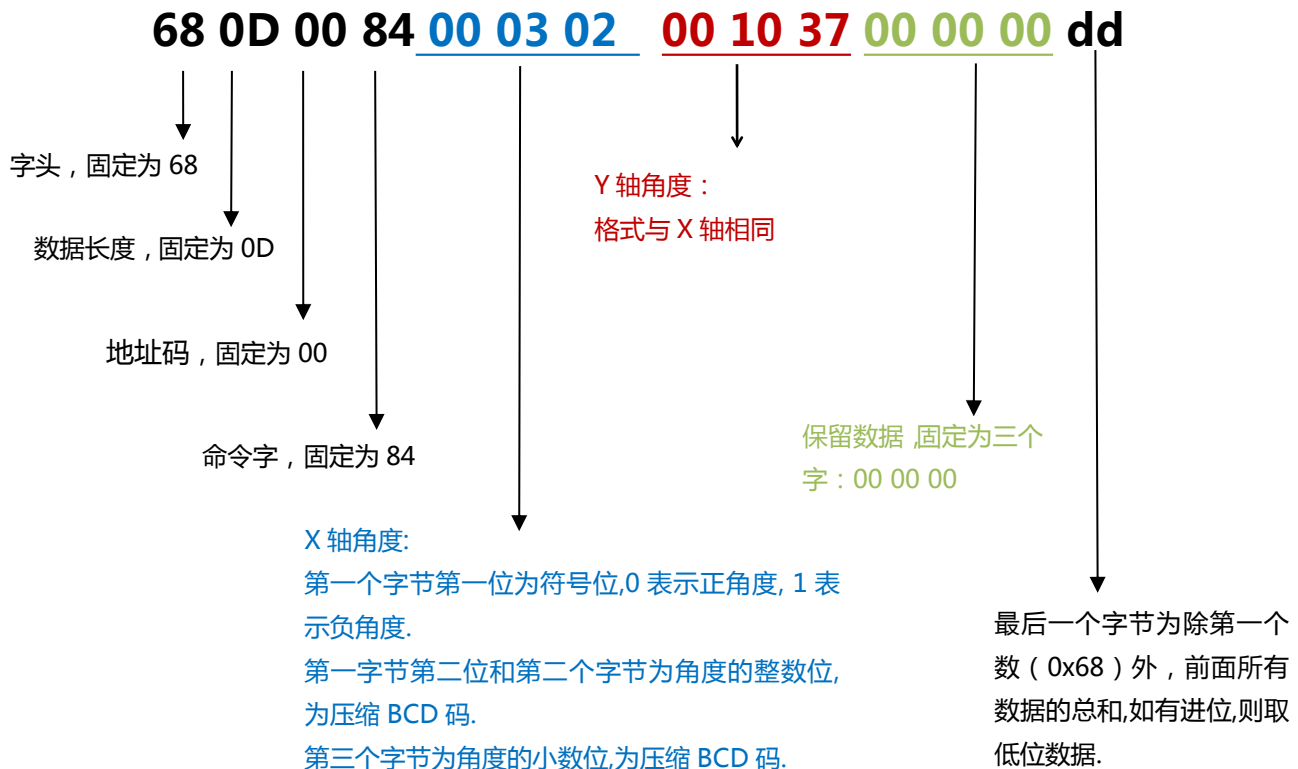 68 0D 00 84 00 03 02 00 10 37 00 00 00 dd
字头，固定为 68
数据长度，固定为 0D
地址码，固定为 00
命令字，固定为 84
X 轴角度:
第一个字节第一位为符号位,0 表示正角度, 1 表
示负角度.
第一字节第二位和第二个字节为角度的整数位,
为压缩 BCD 码.
第三个字节为角度的小数位,为压缩 BCD 码.
Y 轴角度：
格式与 X 轴相同
保留数据 ,固定为三个
字：00 00 00
最后一个字节为除第一个
数（0x68）外，前面所有
数据的总和,如有进位,则取
低位数据.